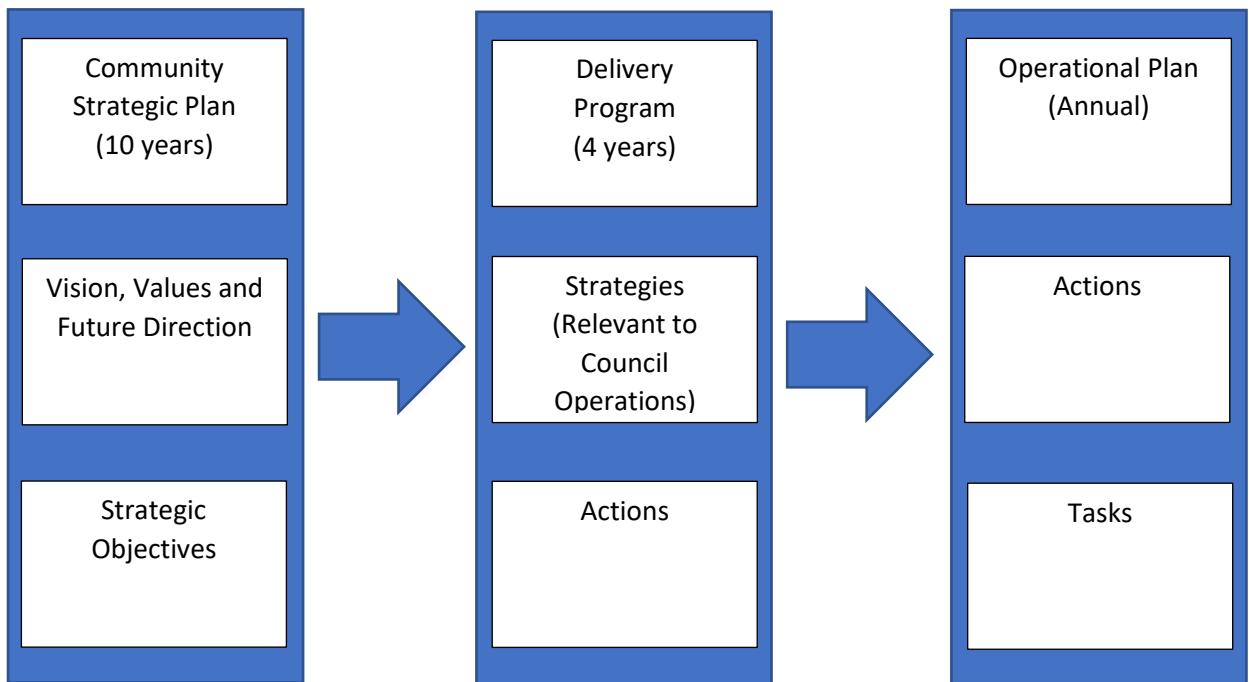 Community
Strategic Plan
(10 years)
Vision, Values and
Future Direction
Strategic
Objectives
Delivery
Program
(4 years)
Strategies
(Relevant to
Council
Operations)
Actions
Operational Plan
(Annual)
Actions
Tasks